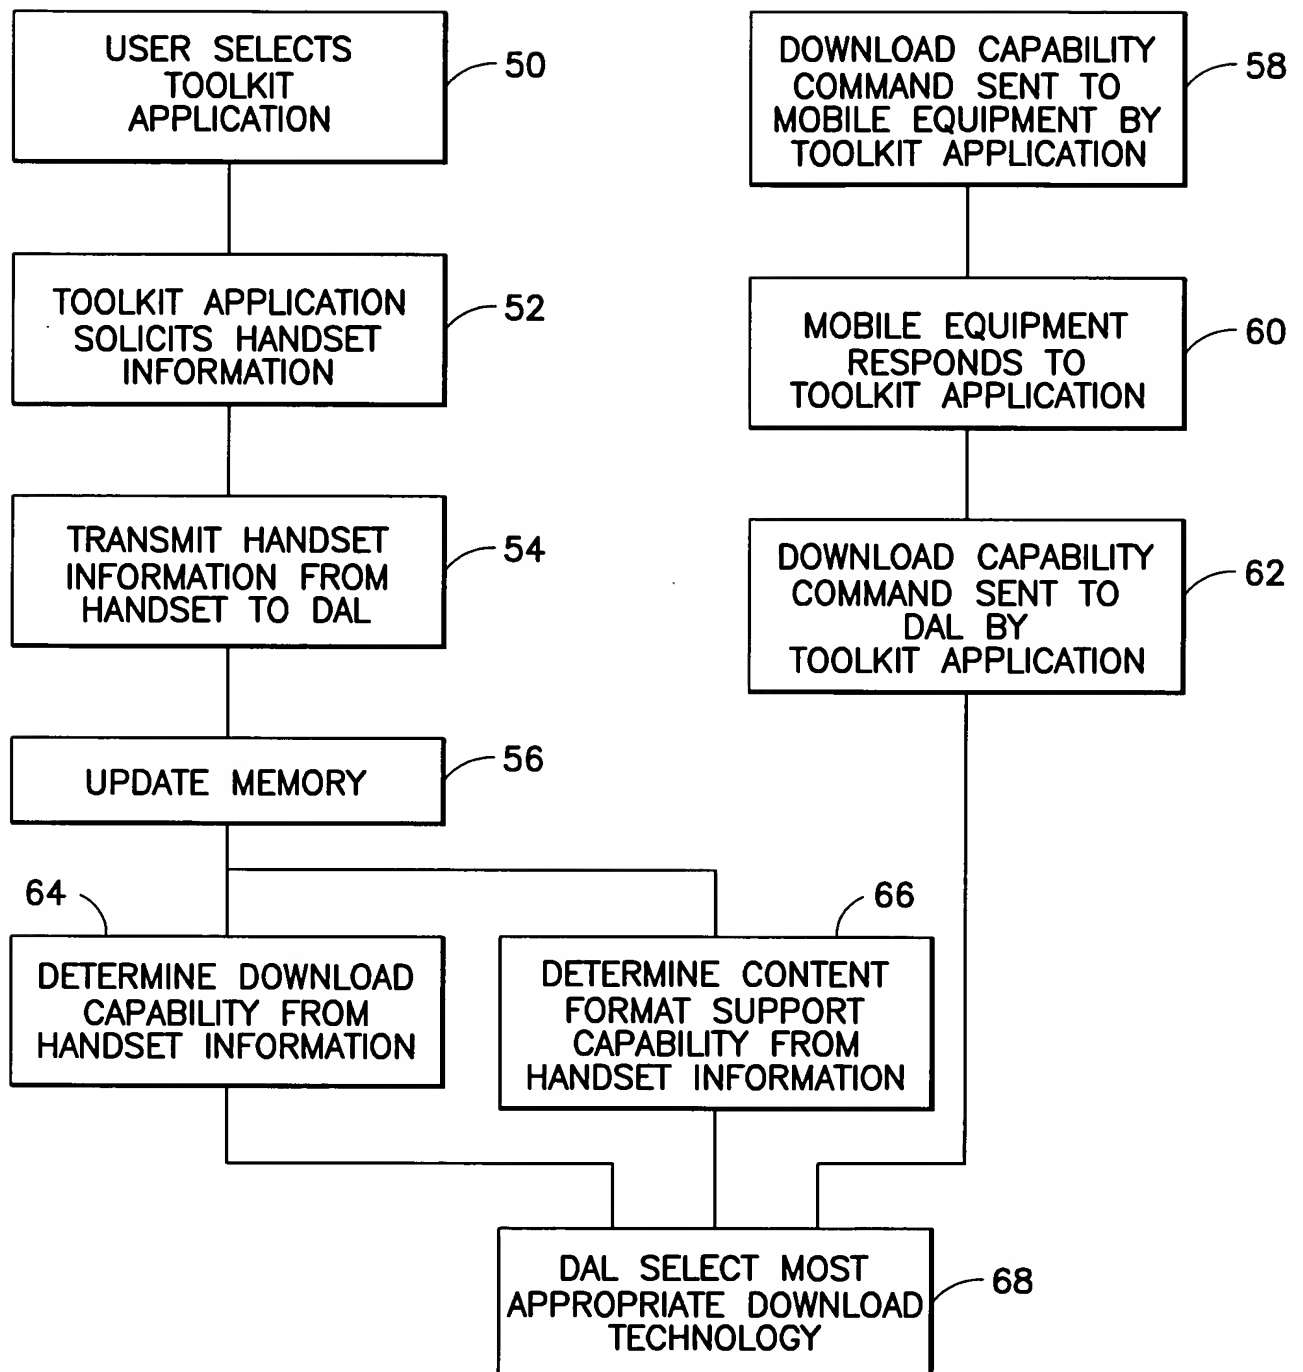 USER SELECTS
TOOLKIT
APPLICATION
50
TOOLKIT APPLICATION
SOLICITS HANDSET
INFORMATION
52
TRANSMIT HANDSET
INFORMATION FROM
HANDSET TO DAL
54
UPDATE MEMORY
56
DOWNLOAD CAPABILITY
COMMAND SENT TO
MOBILE EQUIPMENT BY
TOOLKIT APPLICATION
58
MOBILE EQUIPMENT
RESPONDS TO
TOOLKIT APPLICATION
60
DOWNLOAD CAPABILITY
COMMAND SENT TO
DAL BY
TOOLKIT APPLICATION
62
64
DETERMINE DOWNLOAD
CAPABILITY FROM
HANDSET INFORMATION
66
DETERMINE CONTENT
FORMAT SUPPORT
CAPABILITY FROM
HANDSET INFORMATION
DAL SELECT MOST
APPROPRIATE DOWNLOAD
TECHNOLOGY
68